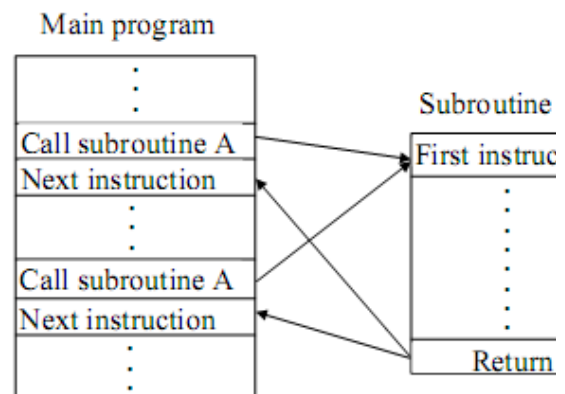 Main program
Call subroutine A
Next instruction
Call subroutine A
Next instruction
Subroutine
First instruc
Return